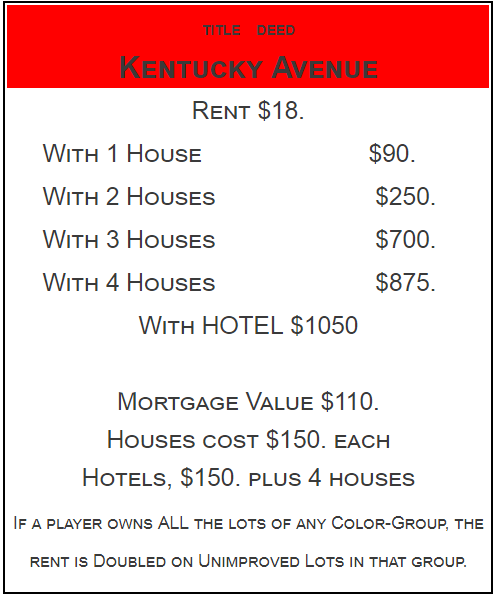 TITLE DEED
KENTUCKY AVENUE
RENT $18.
WITH 1 HOUSE $90.
WITH 2 HOUSES $250.
WITH 3 HOUSES $700.
WITH 4 HOUSES $875.
WITH HOTEL $1050
MORTGAGE VALUE $110.
HOUSES COST $150. EACH
HOTELS, $150. PLUS 4 HOUSES
IF A PLAYER OWNS ALL THE LOTS OF ANY COLOR-GROUP, THE
RENT IS DOUBLED ON UNIMPROVED LOTS IN THAT GROUP.